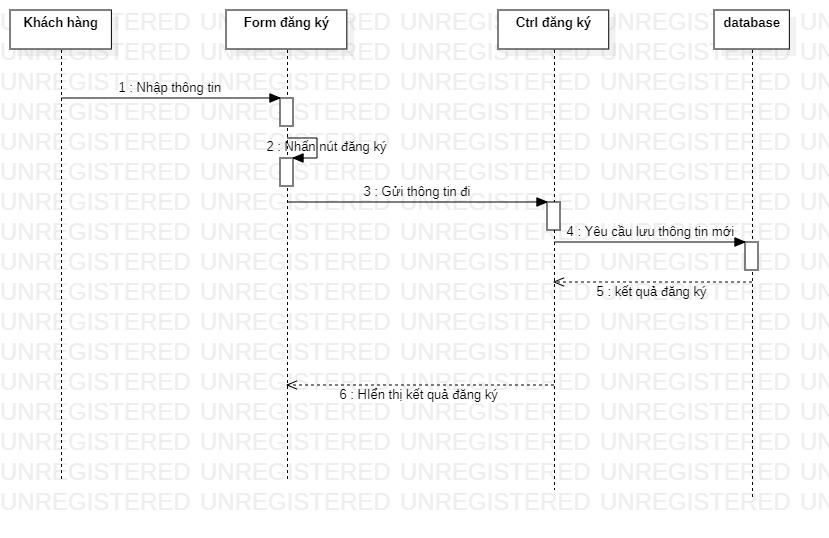 Khách hàng
Form đăng ký
Ctrl đăng ký
database
1 : Nhập thông tin
2 : Nhấn nút đăng ký
3 : Gửi thông tin đi
4 : Yêu cầu lưu thông tin mới
5 : kết quả đăng ký
6 : HIển thị kết quả đăng ký
UNREGISTERED UNREGISTERED UNREGISTERED UNREGISTERED UN